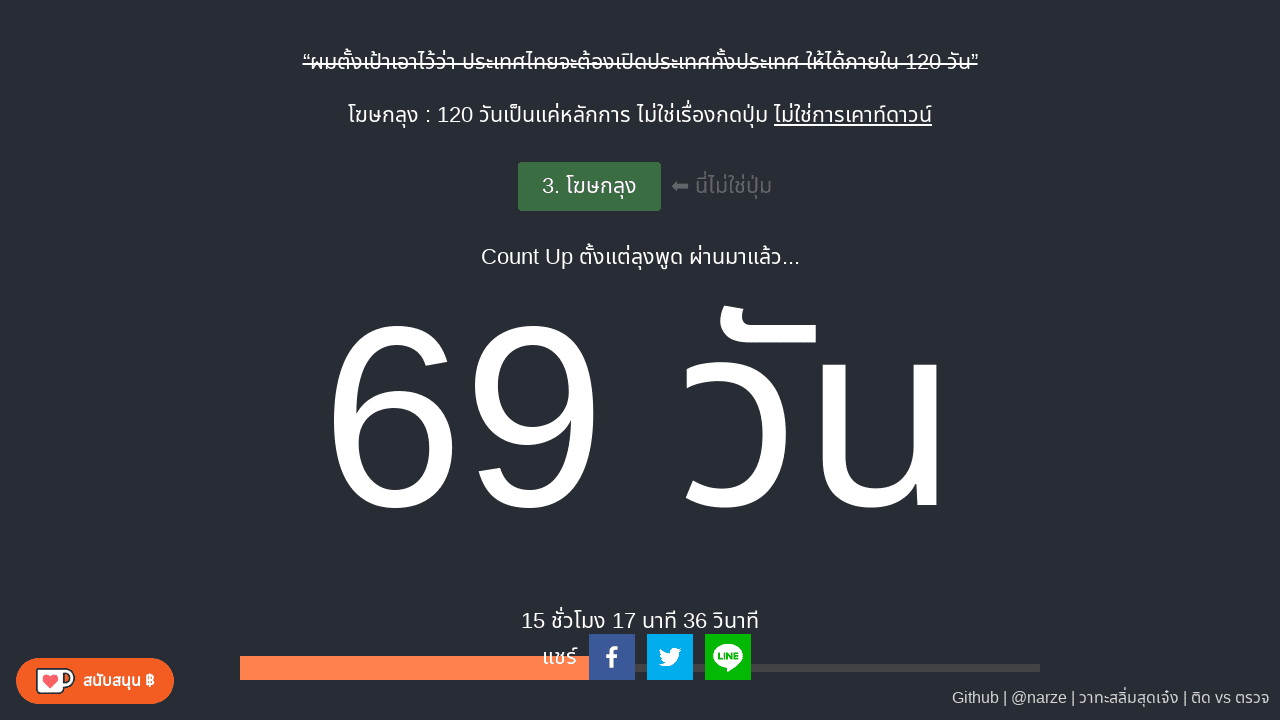 “ผมตั้งเป้าเอาไว้ว่า ประเทศไทยจะต้องเปิดประเทศทั้งประเทศ ให้ได้ภายใน 120 วัน”
โฆษกลุง : 120 วันเป็นแค่หลักการ ไม่ใช่เรื่องกดปุ่ม ไม่ใช่การเคาท์ดาวน์
3. โฆษกลุง ⬅ นี่ไม่ใช่ปุ่ม
Count Up ตั้งแต่ลุงพูด ผ่านมาแล้ว...
69 วัน
15 ชั่วโมง 17 นาที 36 วินาที
แชร์ LINE
สนับสนุน ฿
Github | @narze | วาทะสลิ่มสุดเจ๋ง | ติด vs ตรวจ